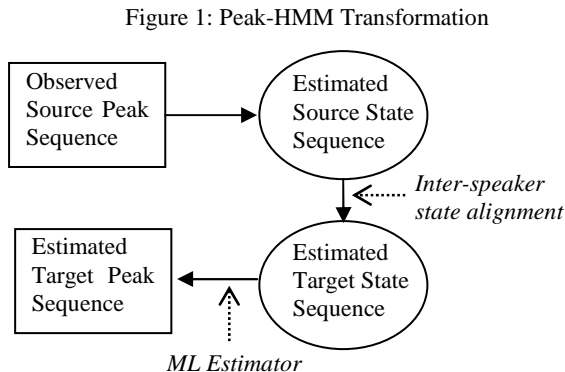 Figure 1: Peak-HMM Transformation
Observed
Source Peak
Sequence
Estimated
Source State
Sequence
Inter-speaker
state alignment
Estimated
Target Peak
Sequence
Estimated
Target State
Sequence
ML Estimator